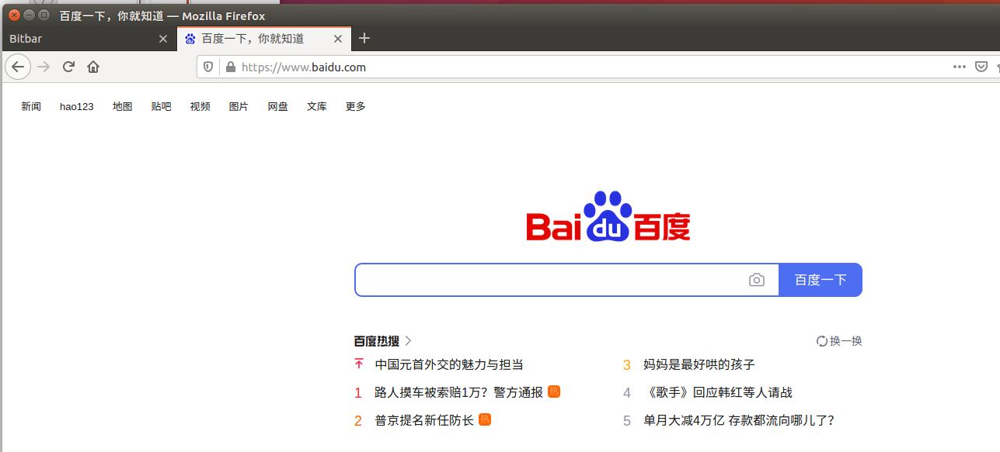 百度一下，你就知道 — Mozilla Firefox
Bitbar 百度一下，你就知道
https://www.baidu.com
新闻 hao123 地图 贴吧 视频 图片 网盘 文库 更多
Bai du 百度
百度一下
百度热搜 换一换
中国元首外交的魅力与担当
1 路人摸车被索赔1万？警方通报 热
2 普京提名新任防长 热
3 妈妈是最好哄的孩子
4 《歌手》回应韩红等人请战
5 单月大减4万亿 存款都流向哪儿了？